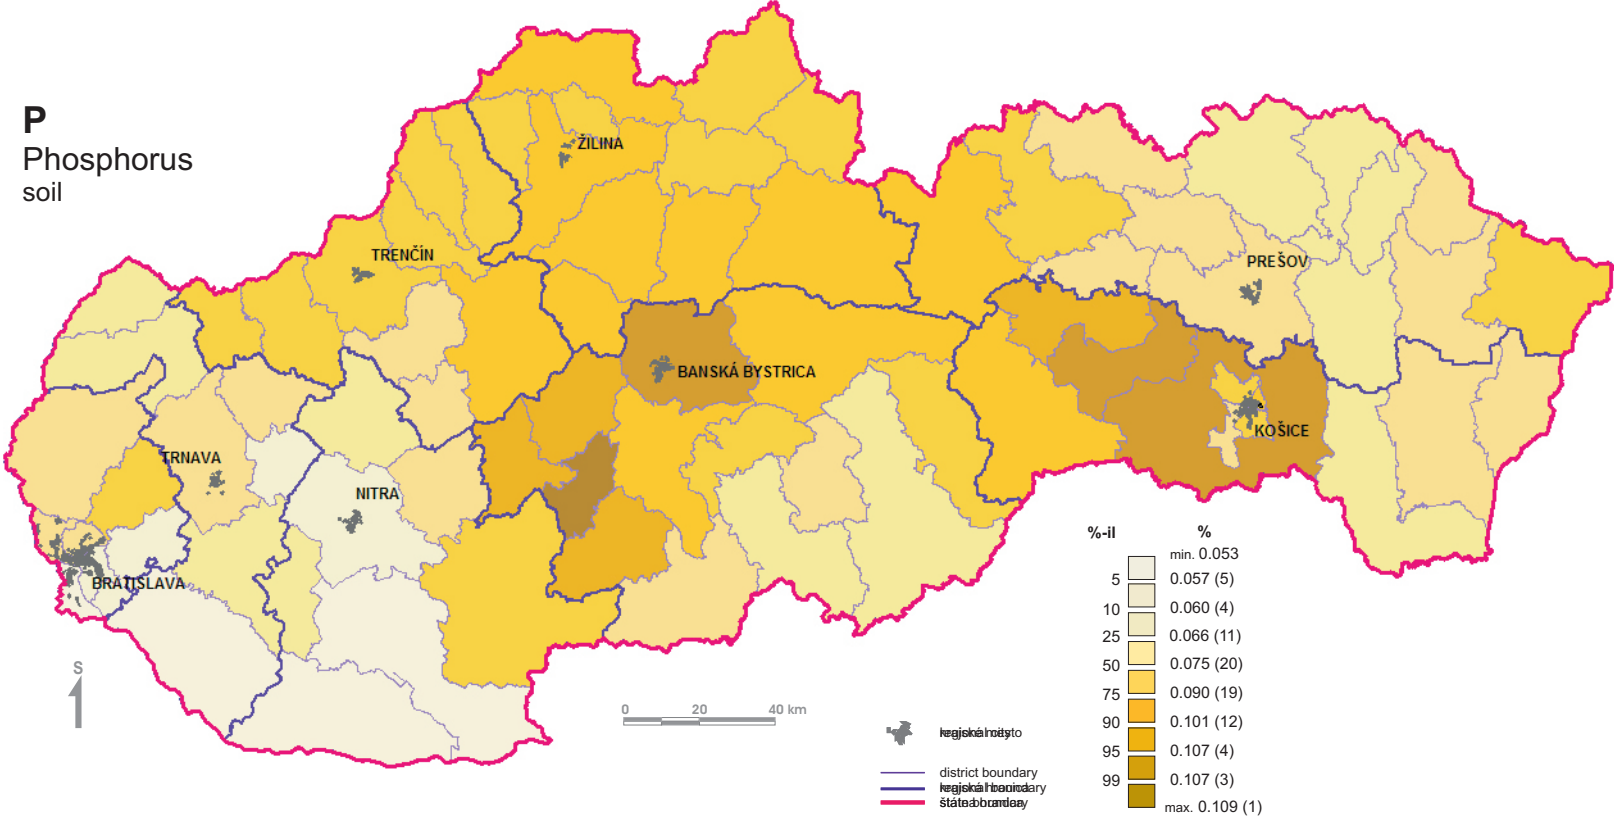 P
Phosphorus
soil
ŽILINA
TRENČÍN
PREŠOV
BANSKÁ BYSTRICA
KOŠICE
TRNAVA
NITRA
BRATISLAVA
S
0 20 40 km
district boundary
%-il %
min. 0.053
5 0.057 (5)
10 0.060 (4)
25 0.066 (11)
50 0.075 (20)
75 0.090 (19)
90 0.101 (12)
95 0.107 (4)
99 0.107 (3)
max. 0.109 (1)